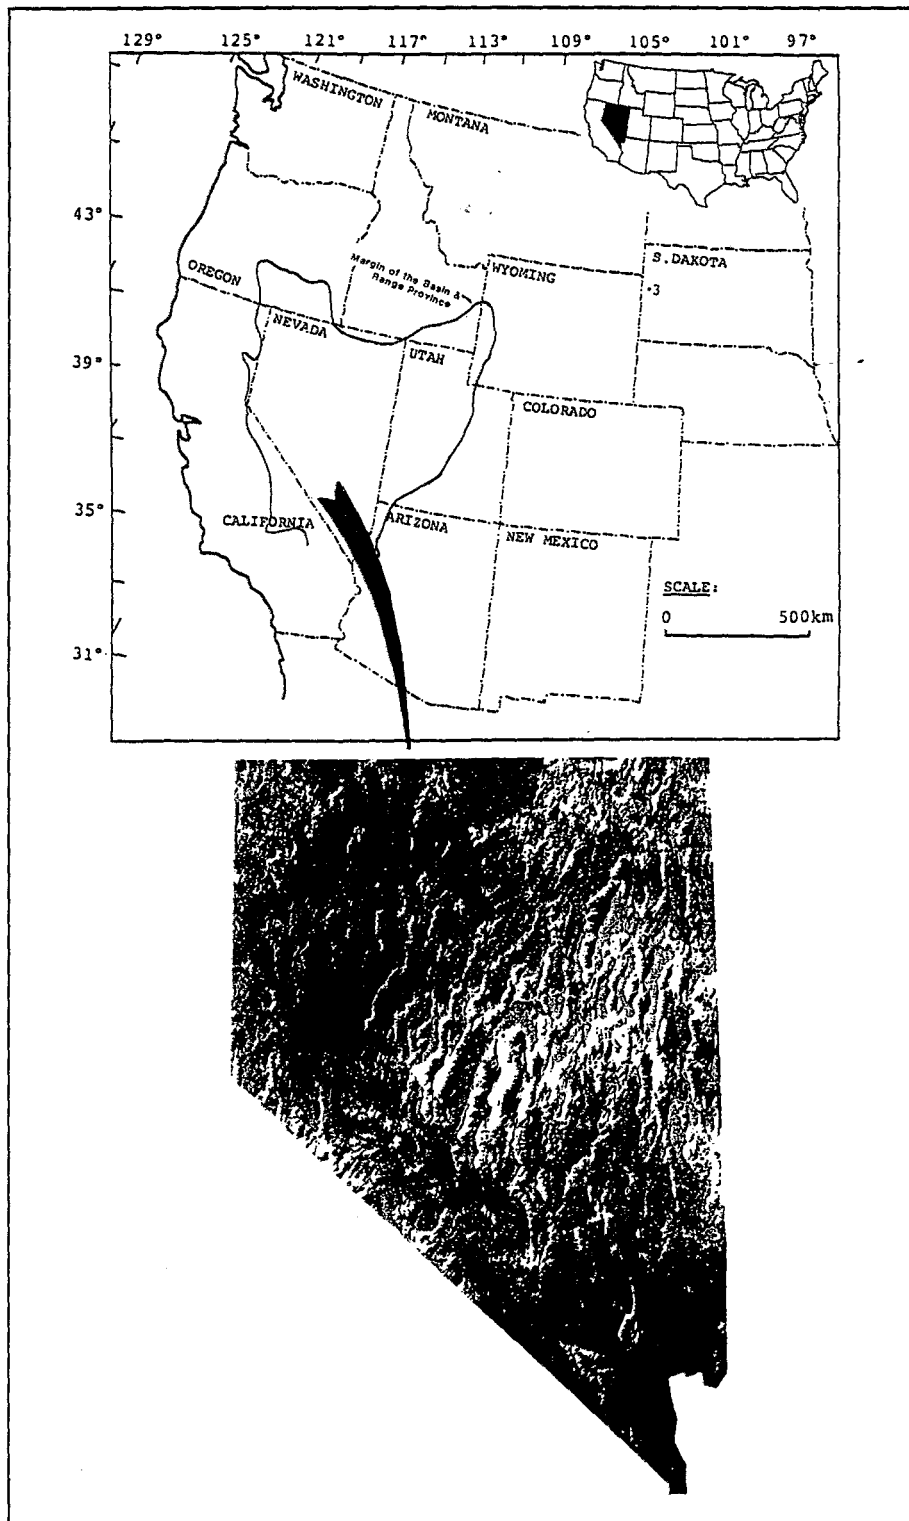 129° 125° 121° 117° 113° 109° 105° 101° 97°
WASHINGTON
MONTANA
43°
OREGON
Margin of the Basin &
Range Province
WYOMING
S.DAKOTA
·3
NEVADA
UTAH
39°
COLORADO
35°
CALIFORNIA
ARIZONA
NEW MEXICO
SCALE:
0 500km
31°